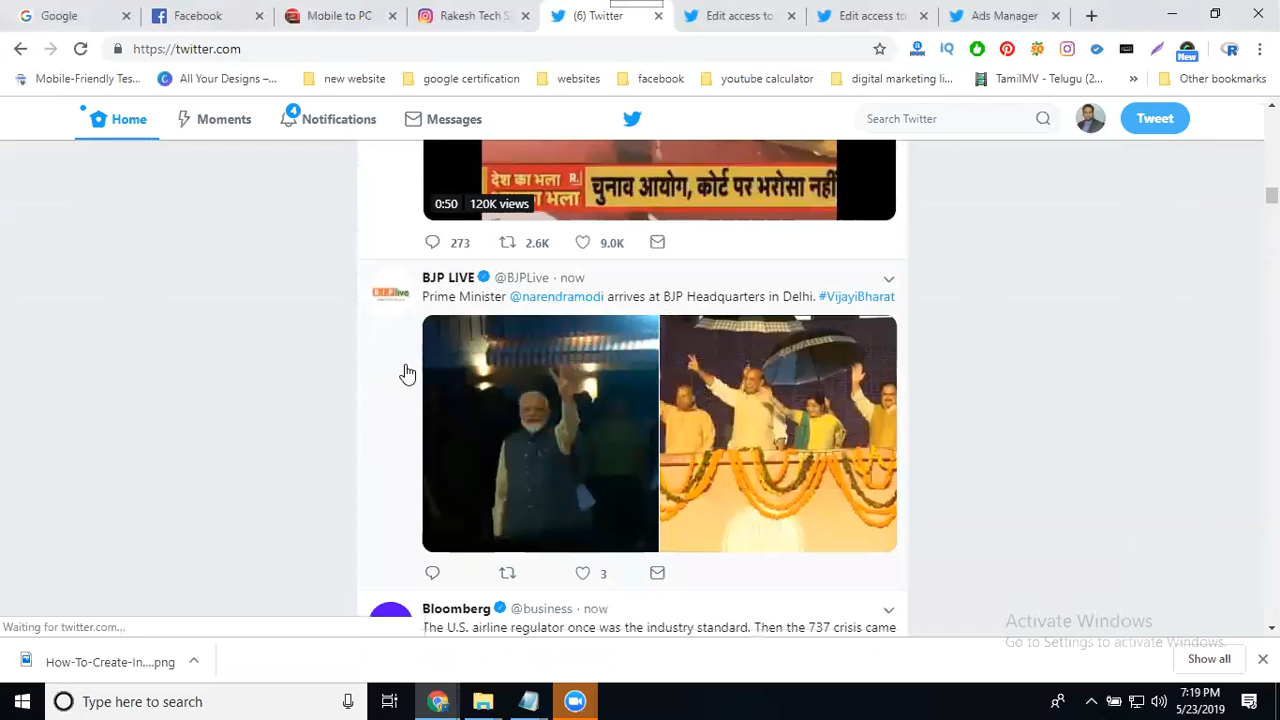 Google
Facebook
Mobile to PC
Rakesh Tech S
(6) Twitter
Edit access to
Edit access to
Ads Manager
https://twitter.com
New
Mobile-Friendly Tes...
All Your Designs –...
new website
google certification
websites
facebook
youtube calculator
digital marketing li...
TamilMV - Telugu (2...
Other bookmarks
Home
Moments
4
Notifications
Messages
Search Twitter
Tweet
देश का भला
चुनाव आयोग, कोर्ट पर भरोसा नहीं
0:50 120K views
273
2.6K
9.0K
BJP LIVE @BJPLive · now
Prime Minister @narendramodi arrives at BJP Headquarters in Delhi. #VijayiBharat
3
Bloomberg @business · now
The U.S. airline regulator once was the industry standard. Then the 737 crisis came
Waiting for twitter.com...
Activate Windows
Go to Settings to activate Windows.
How-To-Create-In....png
Show all
Type here to search
7:19 PM
5/23/2019